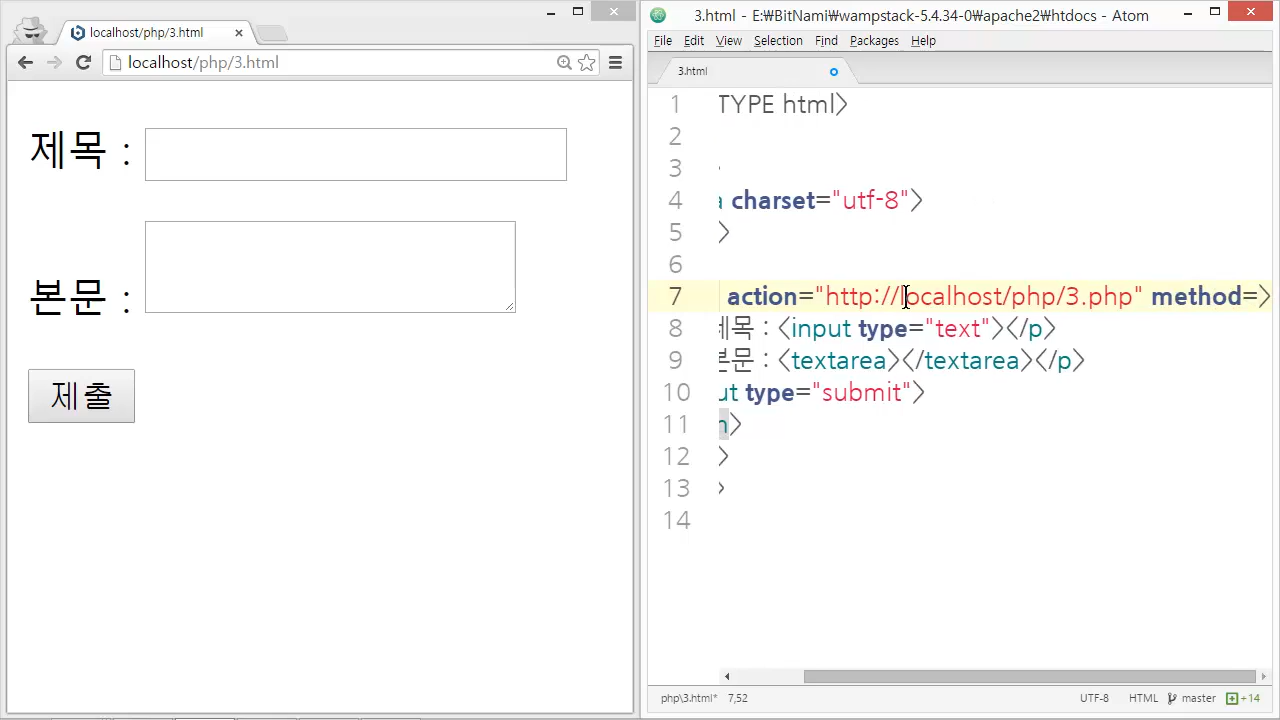 localhost/php/3.html
localhost/php/3.html
제목 :
본문 :
제출
3.html - E:₩BitNami₩wampstack-5.4.34-0₩apache2₩htdocs - Atom
File Edit View Selection Find Packages Help
3.html
1 TYPE html>
2
3
4 charset="utf-8">
5 >
6
7 action="http://localhost/php/3.php" method=>
8 제목 : <input type="text"></p>
9 본문 : <textarea></textarea></p>
10 ut type="submit">
11 n>
12 >
13 >
14
php\3.html* 7,52 UTF-8 HTML master +14